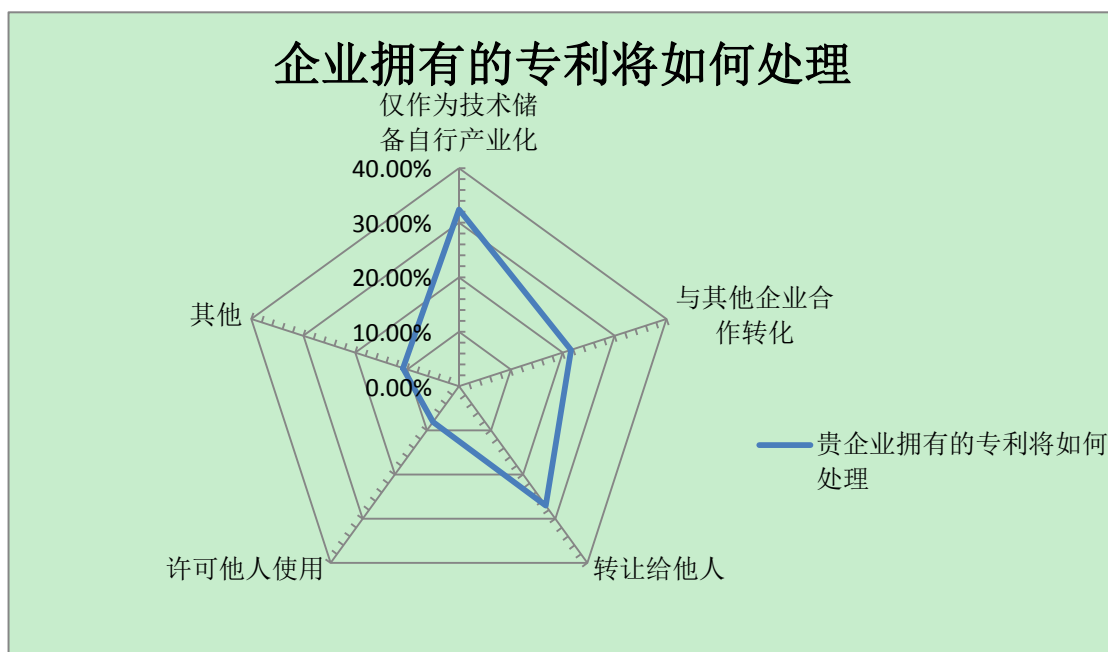 企业拥有的专利将如何处理
仅作为技术储
备自行产业化
40.00%
30.00%
20.00%
10.00%
0.00%
与其他企业合
作转化
其他
贵企业拥有的专利将如何
处理
许可他人使用
转让给他人